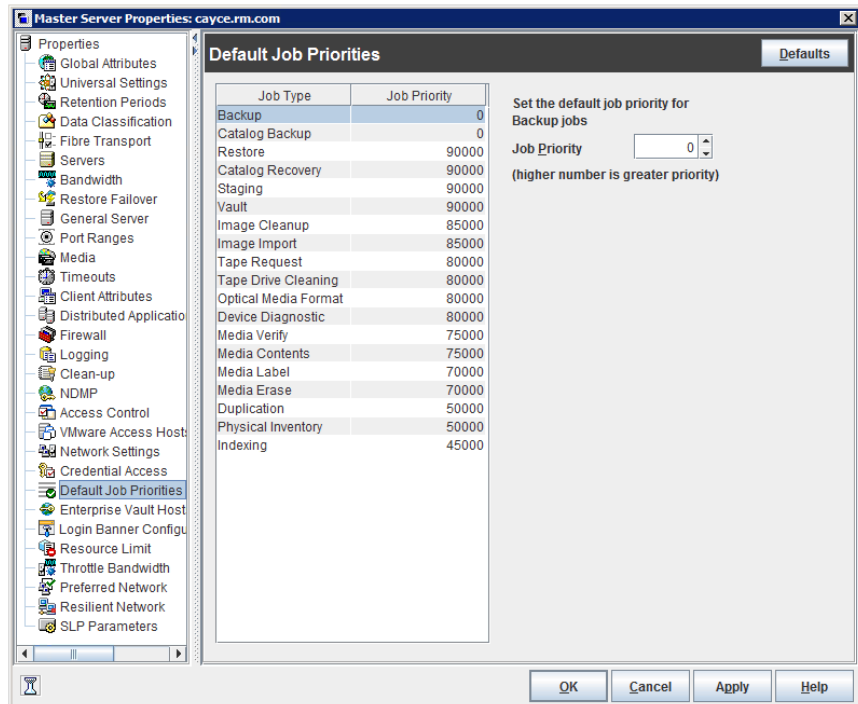 Master Server Properties: cayce.rm.com
Properties
Global Attributes
Universal Settings
Retention Periods
Data Classification
Fibre Transport
Servers
Bandwidth
Restore Failover
General Server
Port Ranges
Media
Timeouts
Client Attributes
Distributed Applicatio
Firewall
Logging
Clean-up
NDMP
Access Control
VMware Access Hosts
Network Settings
Credential Access
Default Job Priorities
Enterprise Vault Host
Login Banner Configu
Resource Limit
Throttle Bandwidth
Preferred Network
Resilient Network
SLP Parameters
Default Job Priorities
Defaults
Job Type Job Priority
Backup 0
Catalog Backup 0
Restore 90000
Catalog Recovery 90000
Staging 90000
Vault 90000
Image Cleanup 85000
Image Import 85000
Tape Request 80000
Tape Drive Cleaning 80000
Optical Media Format 80000
Device Diagnostic 80000
Media Verify 75000
Media Contents 75000
Media Label 70000
Media Erase 70000
Duplication 50000
Physical Inventory 50000
Indexing 45000
Set the default job priority for
Backup jobs
Job Priority 0
(higher number is greater priority)
OK Cancel Apply Help